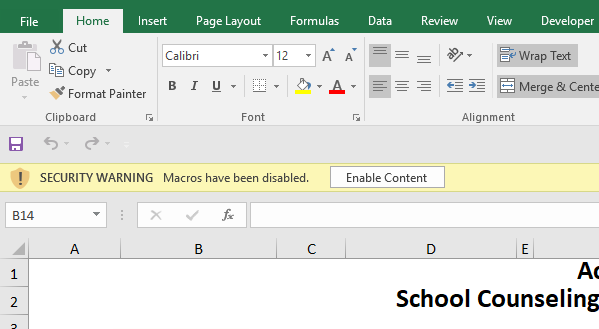 File Home Insert Page Layout Formulas Data Review View Developer
Cut
Calibri 12 A A Wrap Text
Copy
Paste
B I U A Merge & Cente
Format Painter
Clipboard Font Alignment
SECURITY WARNING Macros have been disabled. Enable Content
B14 fx
A B C D E
1
2 School Counseling
3